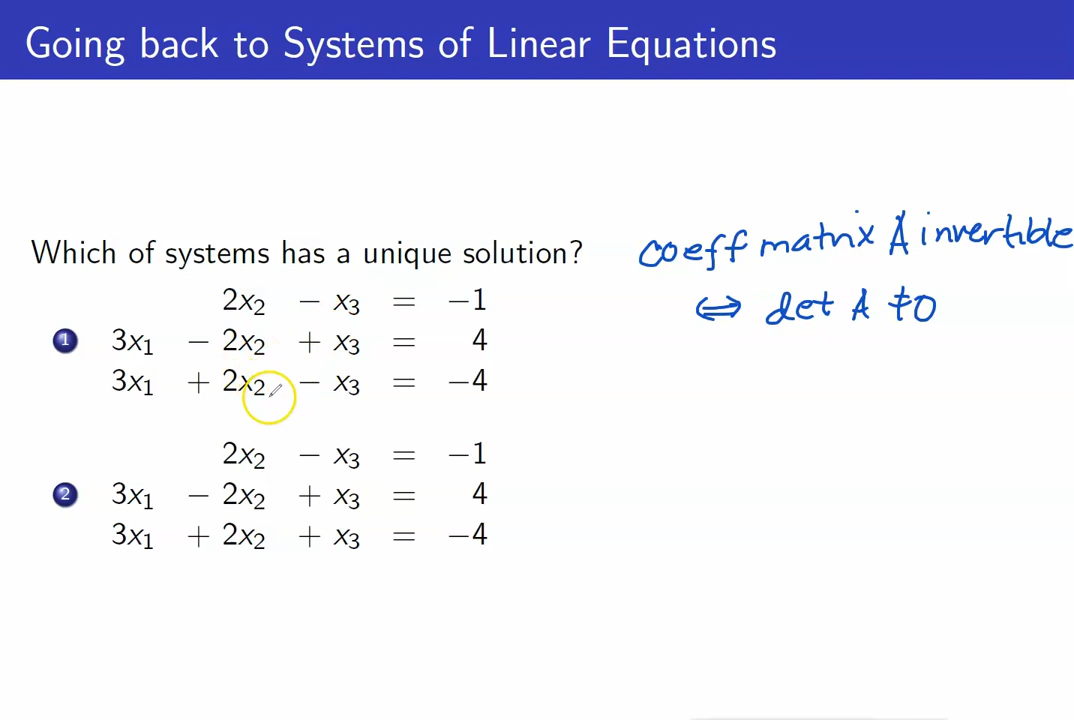 Going back to Systems of Linear Equations
Which of systems has a unique solution?
2x₂ − x₃ = −1
1 3x₁ − 2x₂ + x₃ = 4
3x₁ + 2x₂ − x₃ = −4
2x₂ − x₃ = −1
2 3x₁ − 2x₂ + x₃ = 4
3x₁ + 2x₂ + x₃ = −4
coeff matrix A invertible
⇔ det A ≠ 0